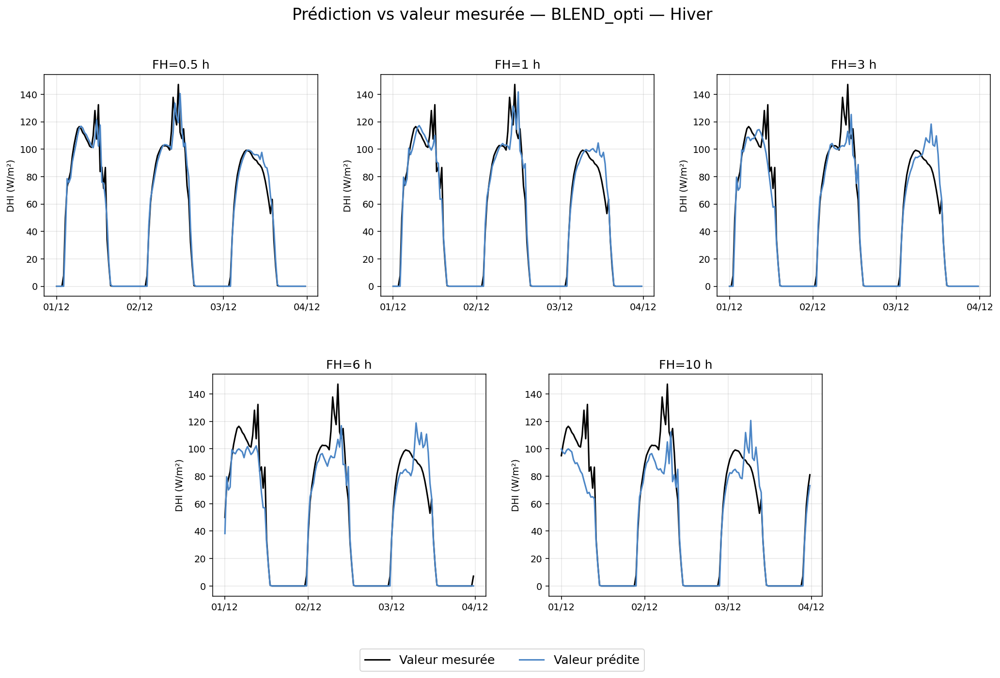 Prédiction vs valeur mesurée — BLEND_opti — Hiver
FH=0.5 h
DHI (W/m²)
140
120
100
80
60
40
20
0
01/12 02/12 03/12 04/12
FH=1 h
DHI (W/m²)
140
120
100
80
60
40
20
0
01/12 02/12 03/12 04/12
FH=3 h
DHI (W/m²)
140
120
100
80
60
40
20
0
01/12 02/12 03/12 04/12
FH=6 h
DHI (W/m²)
140
120
100
80
60
40
20
0
01/12 02/12 03/12 04/12
FH=10 h
DHI (W/m²)
140
120
100
80
60
40
20
0
01/12 02/12 03/12 04/12
Valeur mesurée Valeur prédite